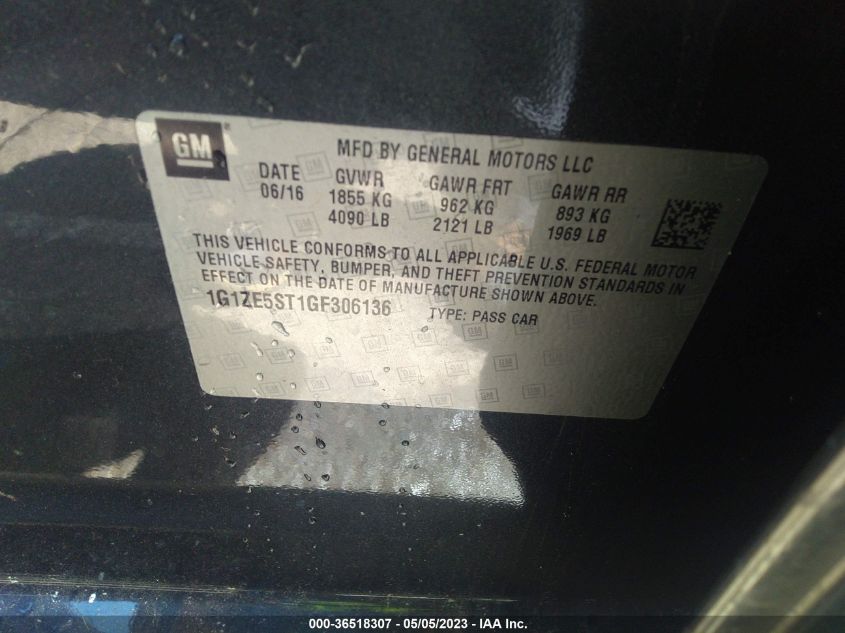 GM
MFD BY GENERAL MOTORS LLC
DATE GVWR GAWR FRT GAWR RR
06/16 1855 KG 962 KG 893 KG
4090 LB 2121 LB 1969 LB
THIS VEHICLE CONFORMS TO ALL APPLICABLE U.S. FEDERAL MOTOR
VEHICLE SAFETY, BUMPER, AND THEFT PREVENTION STANDARDS IN
EFFECT ON THE DATE OF MANUFACTURE SHOWN ABOVE.
1G1ZE5ST1GF306136 TYPE: PASS CAR
000-36518307 - 05/05/2023 - IAA Inc.